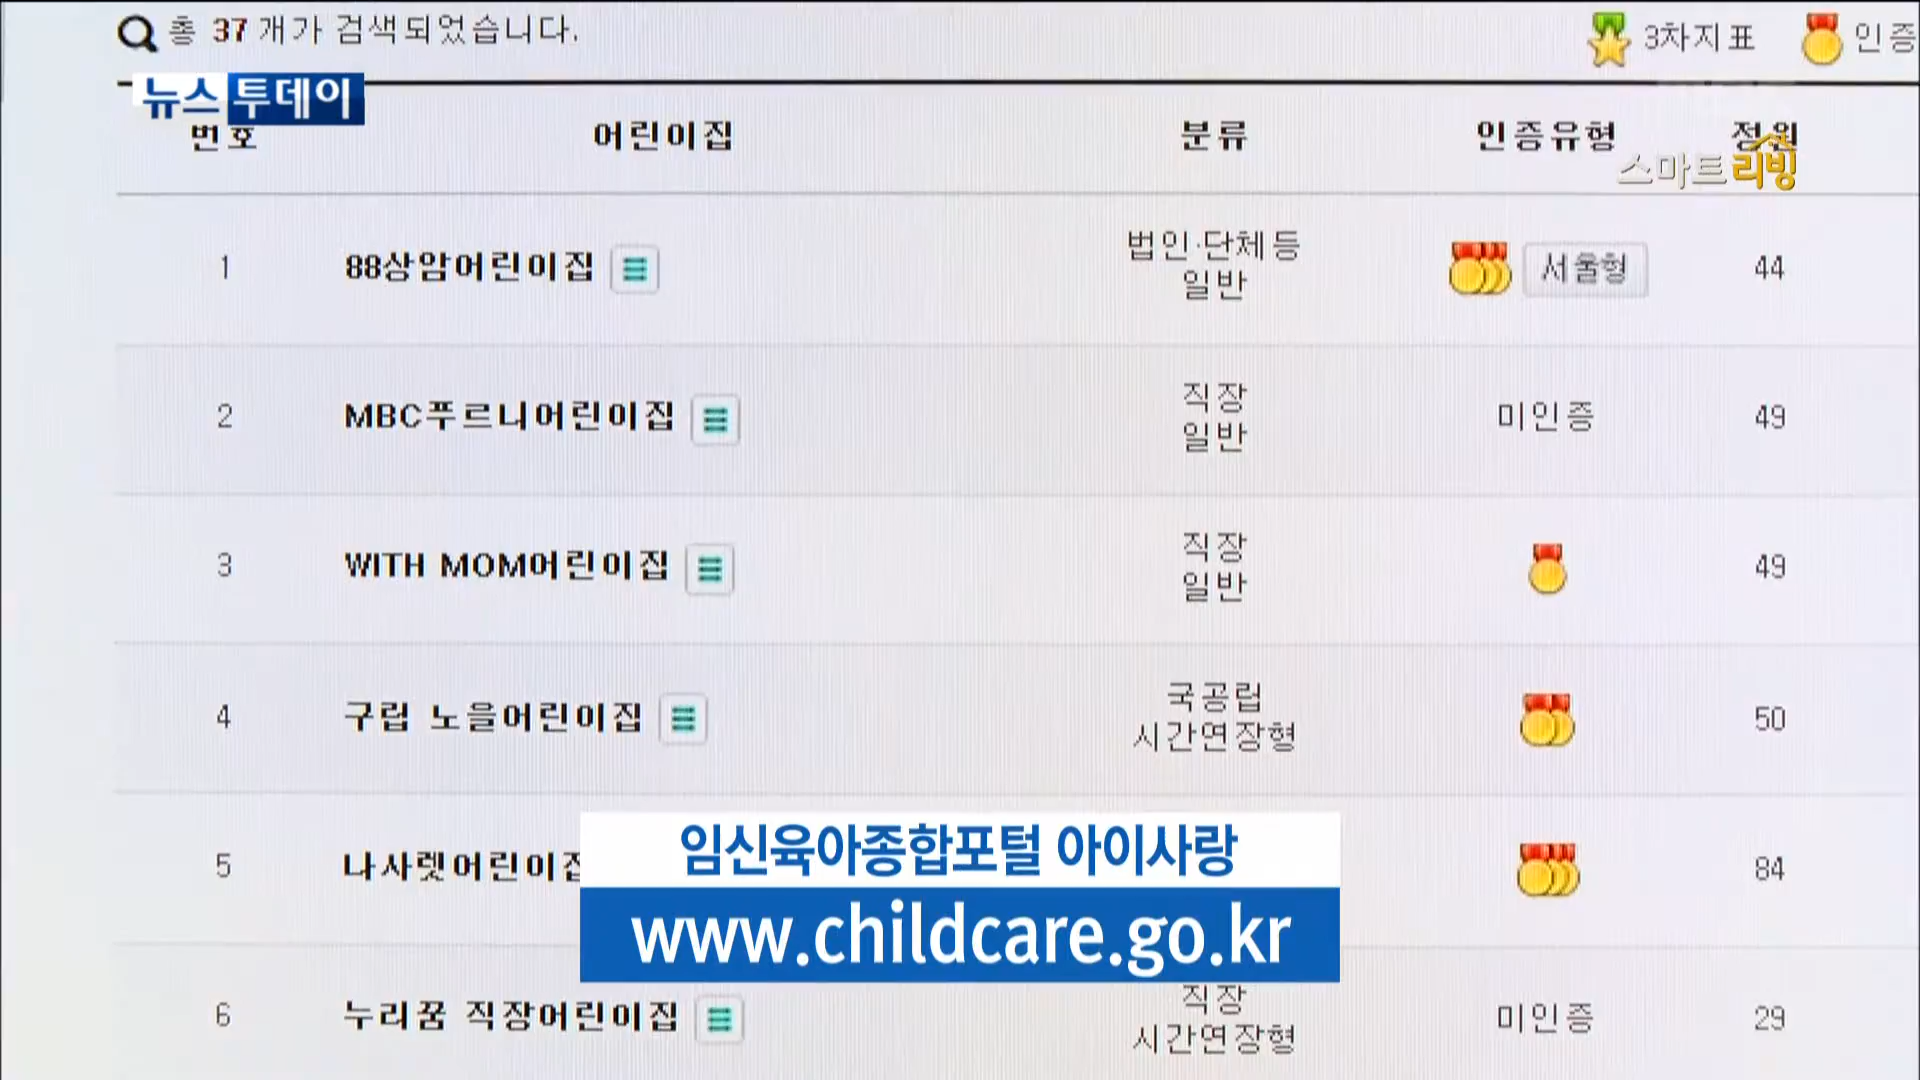 총 37 개가 검색되었습니다.
3차지표
인증
뉴스투데이
번호 어린이집 분류 인증유형 정원
스마트리빙
1 88상암어린이집 법인·단체 등 일반 서울형 44
2 MBC푸르니어린이집 직장 일반 미인증 49
3 WITH MOM어린이집 직장 일반 49
4 구립 노을어린이집 국공립 시간연장형 50
5 나사렛어린이집 84
임신육아종합포털 아이사랑
www.childcare.go.kr
6 누리꿈 직장어린이집 직장 시간연장형 미인증 29